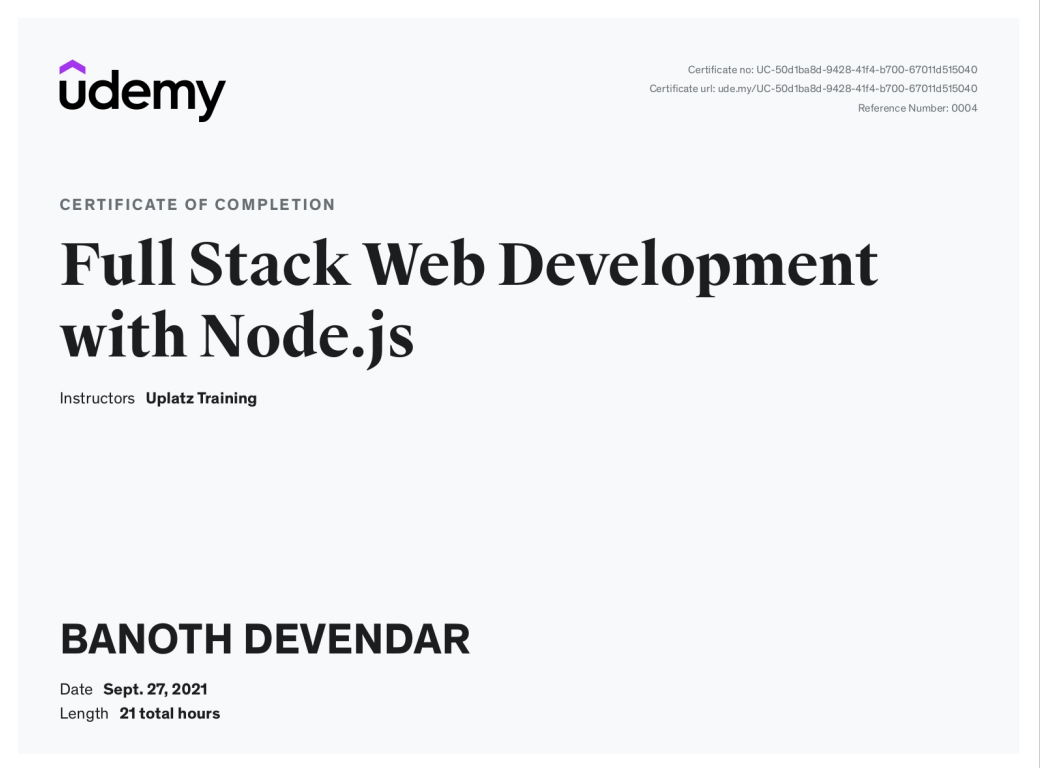 udemy
Certificate no: UC-50d1ba8d-9428-41f4-b700-67011d515040
Certificate url: ude.my/UC-50d1ba8d-9428-41f4-b700-67011d515040
Reference Number: 0004
CERTIFICATE OF COMPLETION
Full Stack Web Development
with Node.js
Instructors Uplatz Training
BANOTH DEVENDAR
Date Sept. 27, 2021
Length 21 total hours